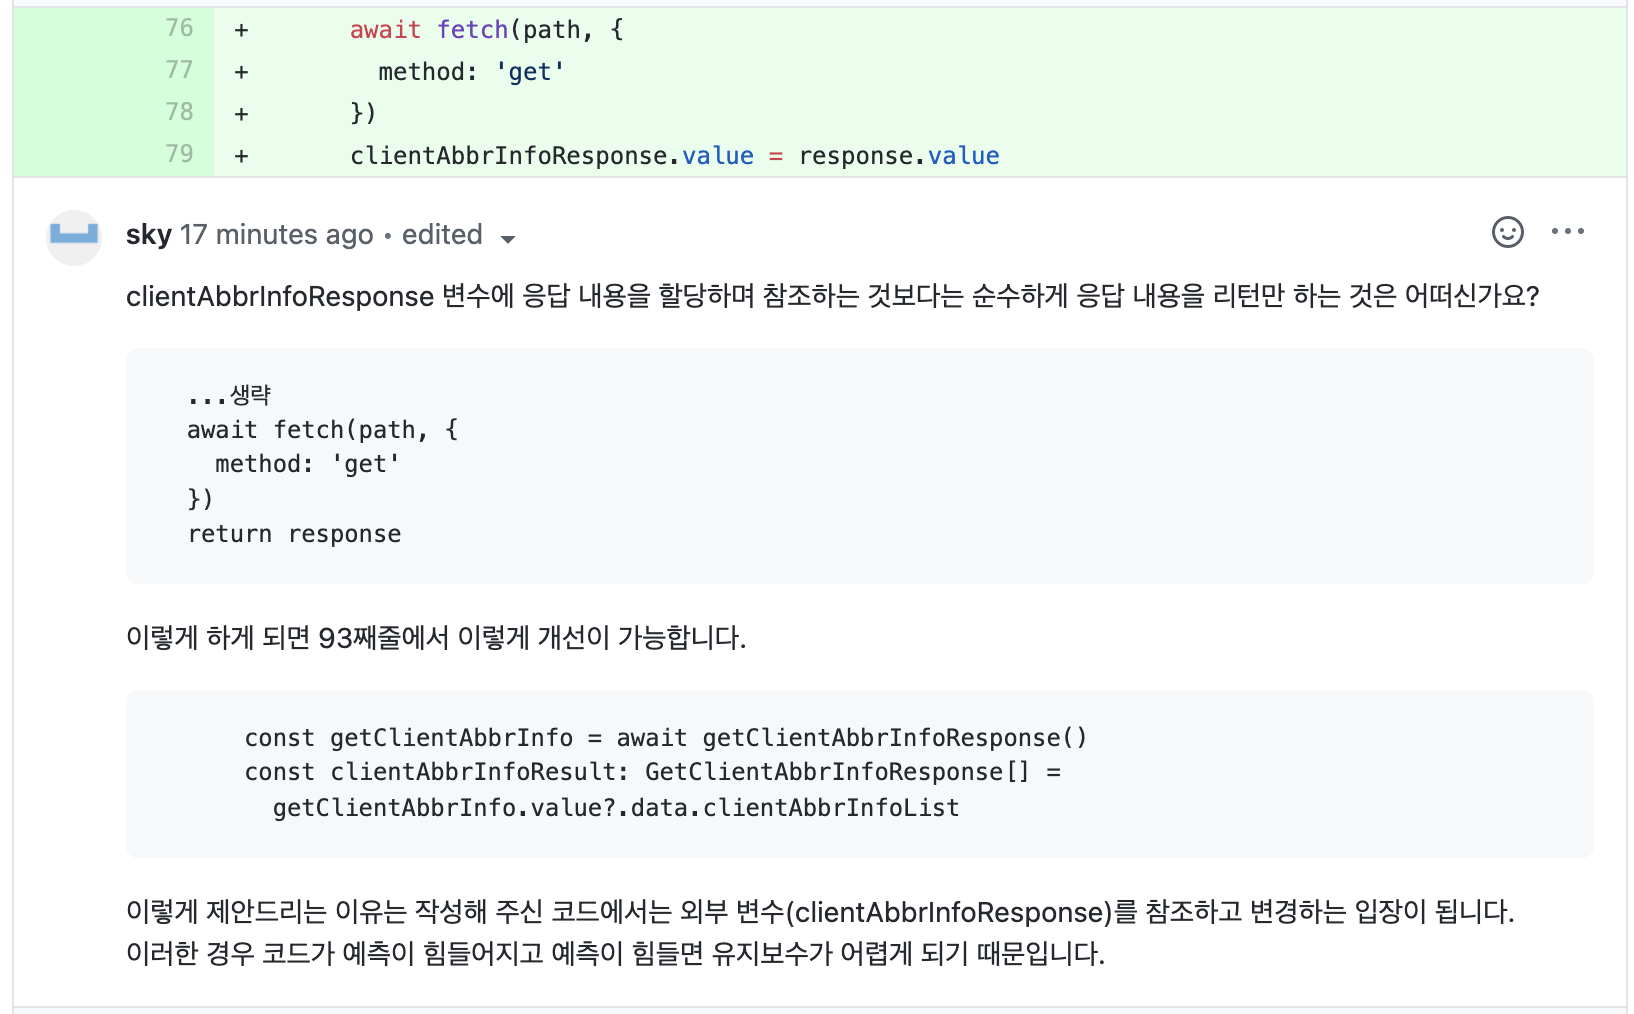 76 + await fetch(path, {
77 + method: 'get'
78 + })
79 + clientAbbrInfoResponse.value = response.value
sky 17 minutes ago • edited
clientAbbrInfoResponse 변수에 응답 내용을 할당하며 참조하는 것보다는 순수하게 응답 내용을 리턴만 하는 것은 어떠신가요?
...생략
await fetch(path, {
method: 'get'
})
return response
이렇게 하게 되면 93째줄에서 이렇게 개선이 가능합니다.
const getClientAbbrInfo = await getClientAbbrInfoResponse()
const clientAbbrInfoResult: GetClientAbbrInfoResponse[] =
getClientAbbrInfo.value?.data.clientAbbrInfoList
이렇게 제안드리는 이유는 작성해 주신 코드에서는 외부 변수(clientAbbrInfoResponse)를 참조하고 변경하는 입장이 됩니다.
이러한 경우 코드가 예측이 힘들어지고 예측이 힘들면 유지보수가 어렵게 되기 때문입니다.